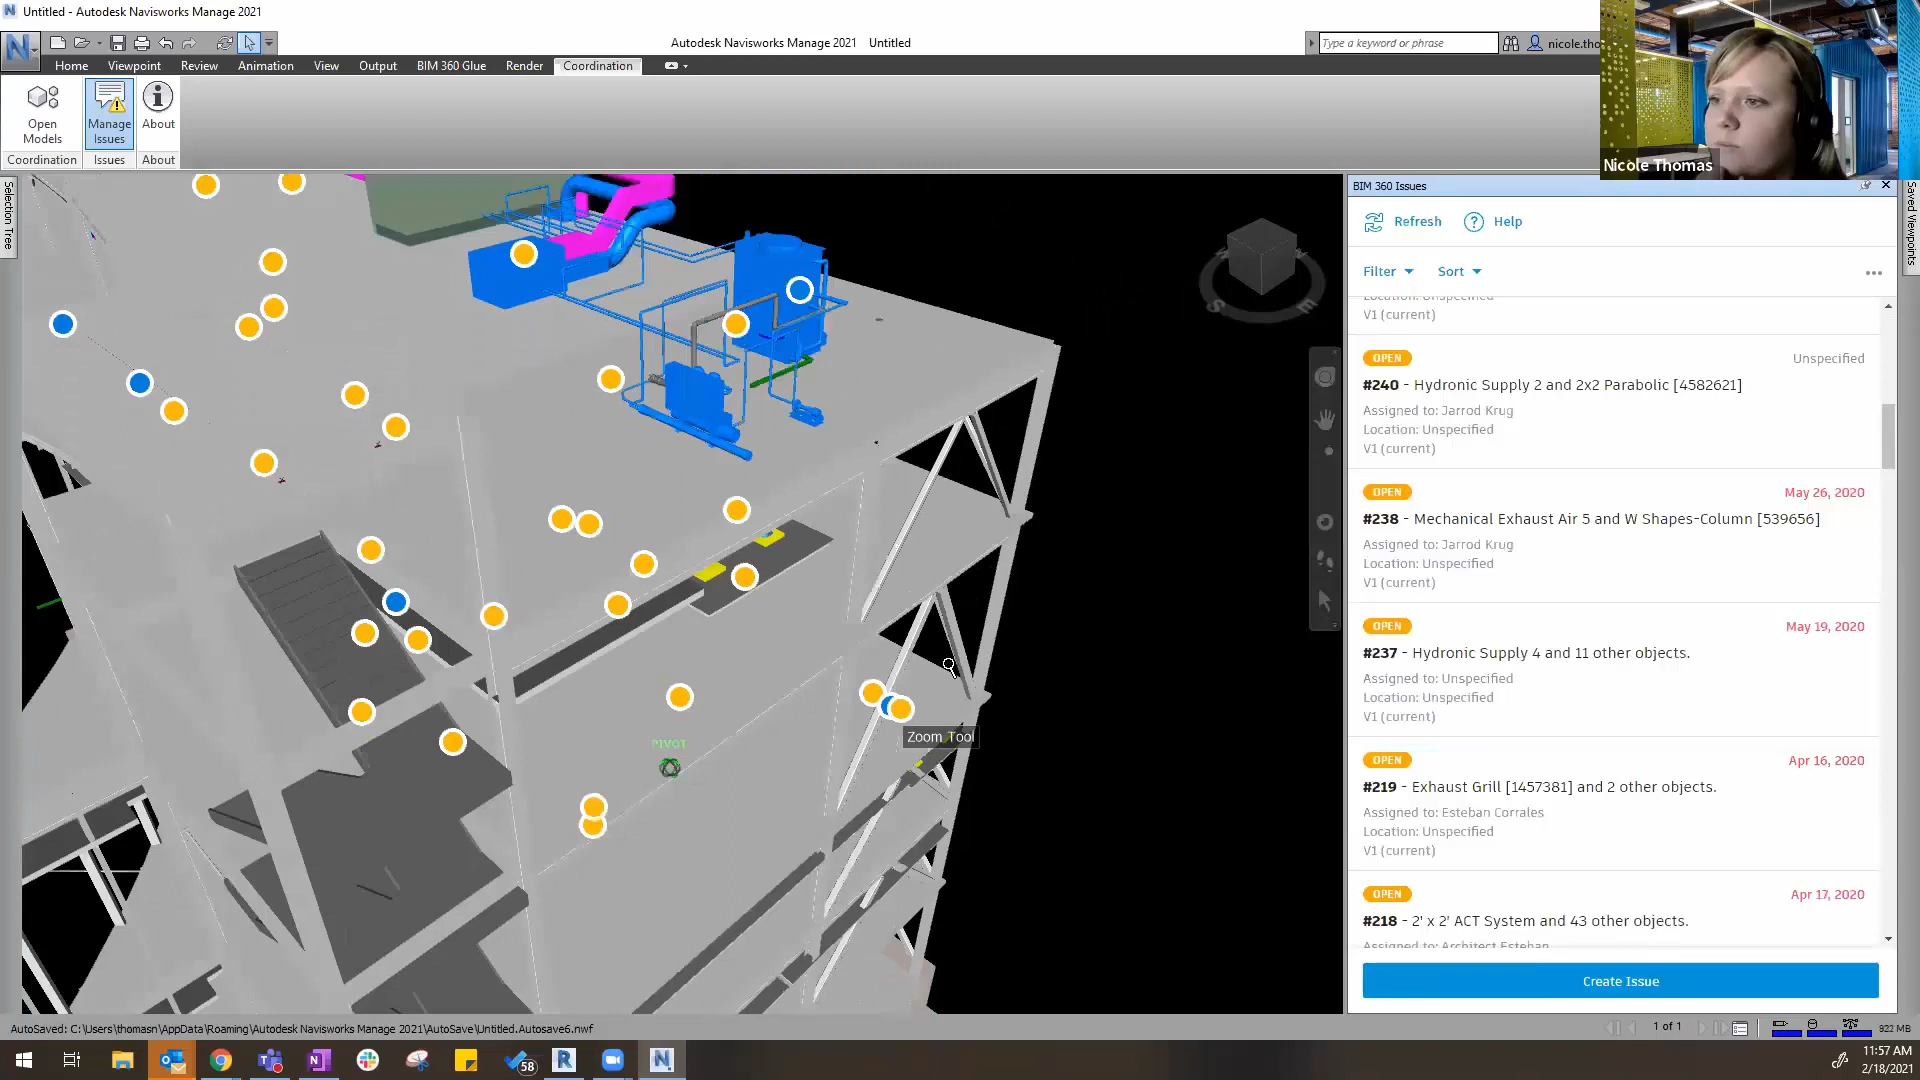 Untitled - Autodesk Navisworks Manage 2021
Autodesk Navisworks Manage 2021 Untitled
Type a keyword or phrase
nicole.tho
Home Viewpoint Review Animation View Output BIM 360 Glue Render Coordination
Open Models
Manage Issues
About
Coordination Issues About
Nicole Thomas
Selection Tree
Saved Viewpoints
BIM 360 Issues
Refresh Help
Filter Sort
Location: Unspecified
V1 (current)
OPEN Unspecified
#240 - Hydronic Supply 2 and 2x2 Parabolic [4582621]
Assigned to: Jarrod Krug
Location: Unspecified
V1 (current)
OPEN May 26, 2020
#238 - Mechanical Exhaust Air 5 and W Shapes-Column [539656]
Assigned to: Jarrod Krug
Location: Unspecified
V1 (current)
OPEN May 19, 2020
#237 - Hydronic Supply 4 and 11 other objects.
Assigned to: Unspecified
Location: Unspecified
V1 (current)
OPEN Apr 16, 2020
#219 - Exhaust Grill [1457381] and 2 other objects.
Assigned to: Esteban Corrales
Location: Unspecified
V1 (current)
OPEN Apr 17, 2020
#218 - 2' x 2' ACT System and 43 other objects.
Assigned to: Architect Esteban
Create Issue
S E
PIVOT
Zoom Tool
AutoSaved: C:\Users\thomasn\AppData\Roaming\Autodesk Navisworks Manage 2021\AutoSave\Untitled.Autosave6.nwf
1 of 1
922 MB
58
11:57 AM
2/18/2021